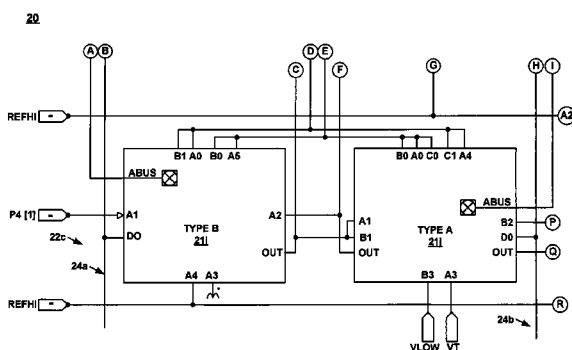 20
A B D E C F G H I
REFHI - A2
B1 A0 B0 A5 B0 A0 C0 C1 A4
ABUS ABUS
P4 [1] - A1 A2 A1 B2 P
TYPE B TYPE A
22c 21l B1 21l D0
DO OUT OUT OUT Q
24a A4 A3 B3 A3
REFHI - R
24b
VLOW VT